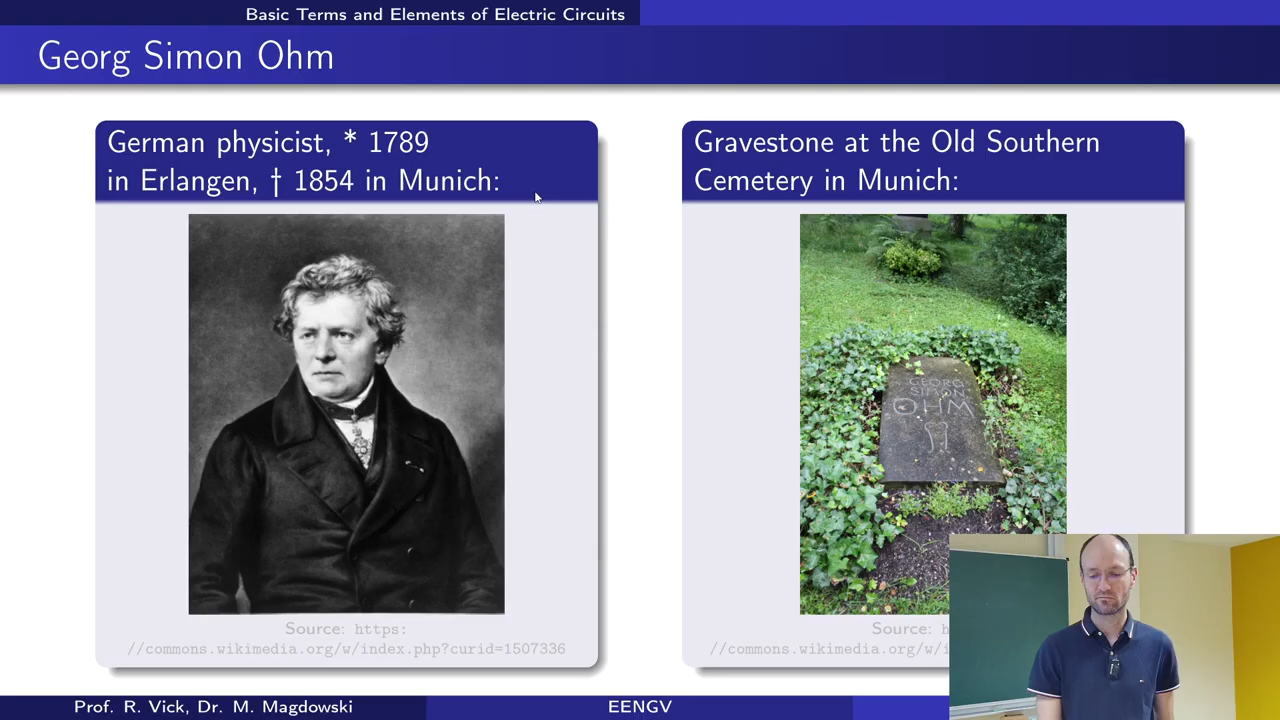 Basic Terms and Elements of Electric Circuits
Georg Simon Ohm
German physicist, * 1789
in Erlangen, † 1854 in Munich:
Source: https:
//commons.wikimedia.org/w/index.php?curid=1507336
Gravestone at the Old Southern
Cemetery in Munich:
GEORG
SIMON
OHM
Source: h
//commons.wikimedia.org/w/i
Prof. R. Vick, Dr. M. Magdowski
EENGV